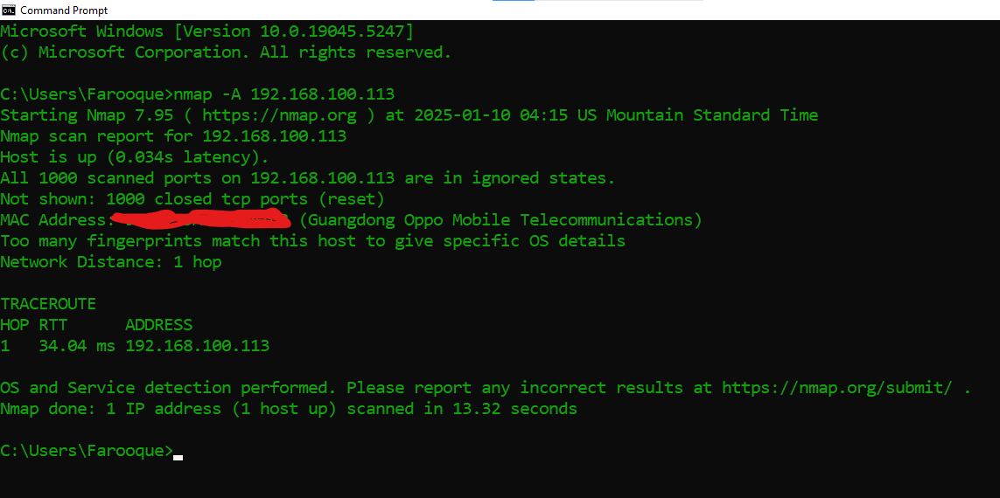 Command Prompt
Microsoft Windows [Version 10.0.19045.5247]
(c) Microsoft Corporation. All rights reserved.
C:\Users\Farooque>nmap -A 192.168.100.113
Starting Nmap 7.95 ( https://nmap.org ) at 2025-01-10 04:15 US Mountain Standard Time
Nmap scan report for 192.168.100.113
Host is up (0.034s latency).
All 1000 scanned ports on 192.168.100.113 are in ignored states.
Not shown: 1000 closed tcp ports (reset)
MAC Address: (Guangdong Oppo Mobile Telecommunications)
Too many fingerprints match this host to give specific OS details
Network Distance: 1 hop
TRACEROUTE
HOP RTT      ADDRESS
1   34.04 ms 192.168.100.113
OS and Service detection performed. Please report any incorrect results at https://nmap.org/submit/ .
Nmap done: 1 IP address (1 host up) scanned in 13.32 seconds
C:\Users\Farooque>